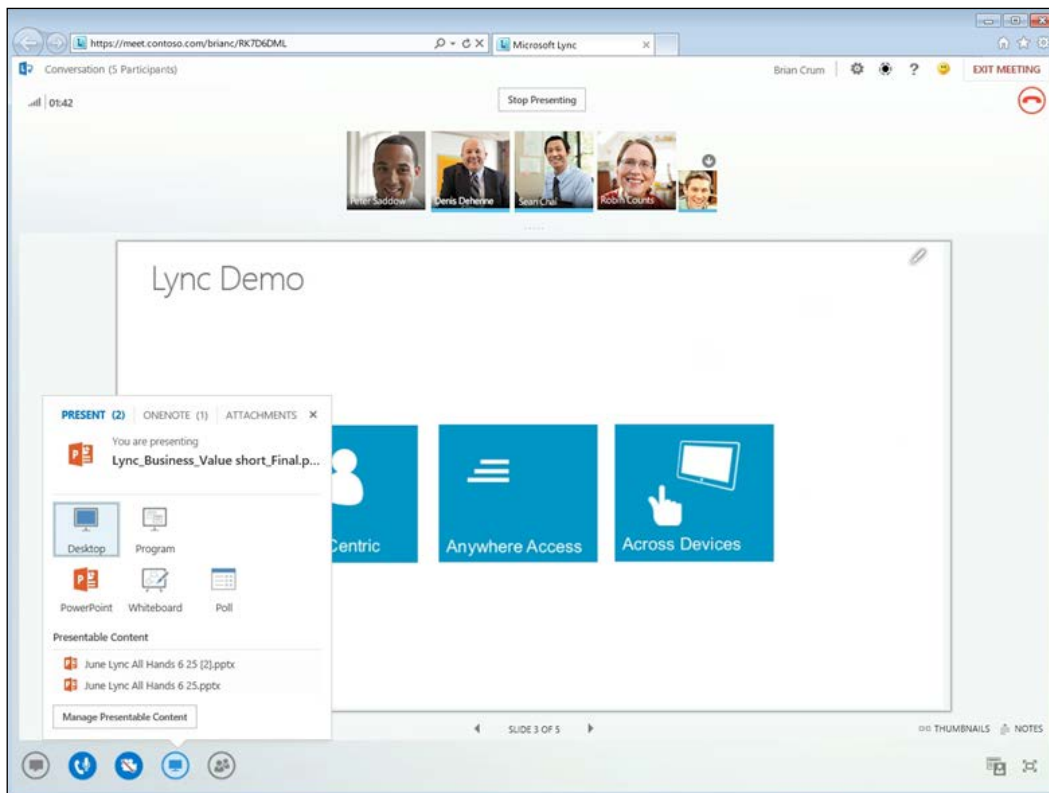 https://meet.contoso.com/brianc/RK7D6DML
Microsoft Lync
Conversation (5 Participants)
Brian Crum
?
EXIT MEETING
01:42
Stop Presenting
Peter Saddow
Denis Dehenne
Sean Chai
Robin Counts
Lync Demo
PRESENT (2)
ONENOTE (1)
ATTACHMENTS
You are presenting
Lync_Business_Value short_Final.p...
Desktop
Program
PowerPoint
Whiteboard
Poll
Centric
Anywhere Access
Across Devices
Presentable Content
June Lync All Hands 6 25 [2].pptx
June Lync All Hands 6 25.pptx
Manage Presentable Content
SLIDE 3 OF 5
THUMBNAILS
NOTES